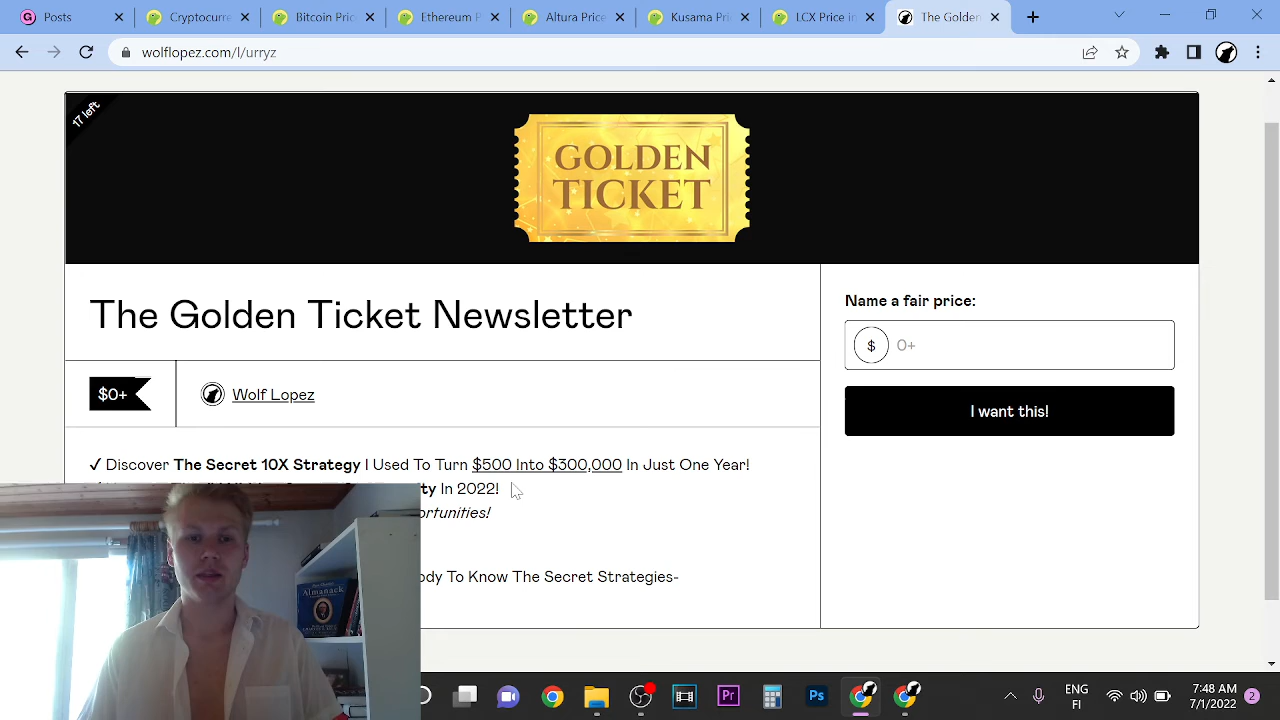 Posts
Cryptocurre
Bitcoin Pric
Ethereum P
Altura Price
Kusama Pri
LCX Price in
The Golden
wolflopez.com/l/urryz
17 left
GOLDEN
TICKET
The Golden Ticket Newsletter
Name a fair price:
$ 0+
$0+
Wolf Lopez
I want this!
✓ Discover The Secret 10X Strategy I Used To Turn $500 Into $300,000 In Just One Year!
In 2022!
To Know The Secret Strategies-
Almanack
Pr
Ps
ENG
FI
7:48 AM
7/1/2022
2